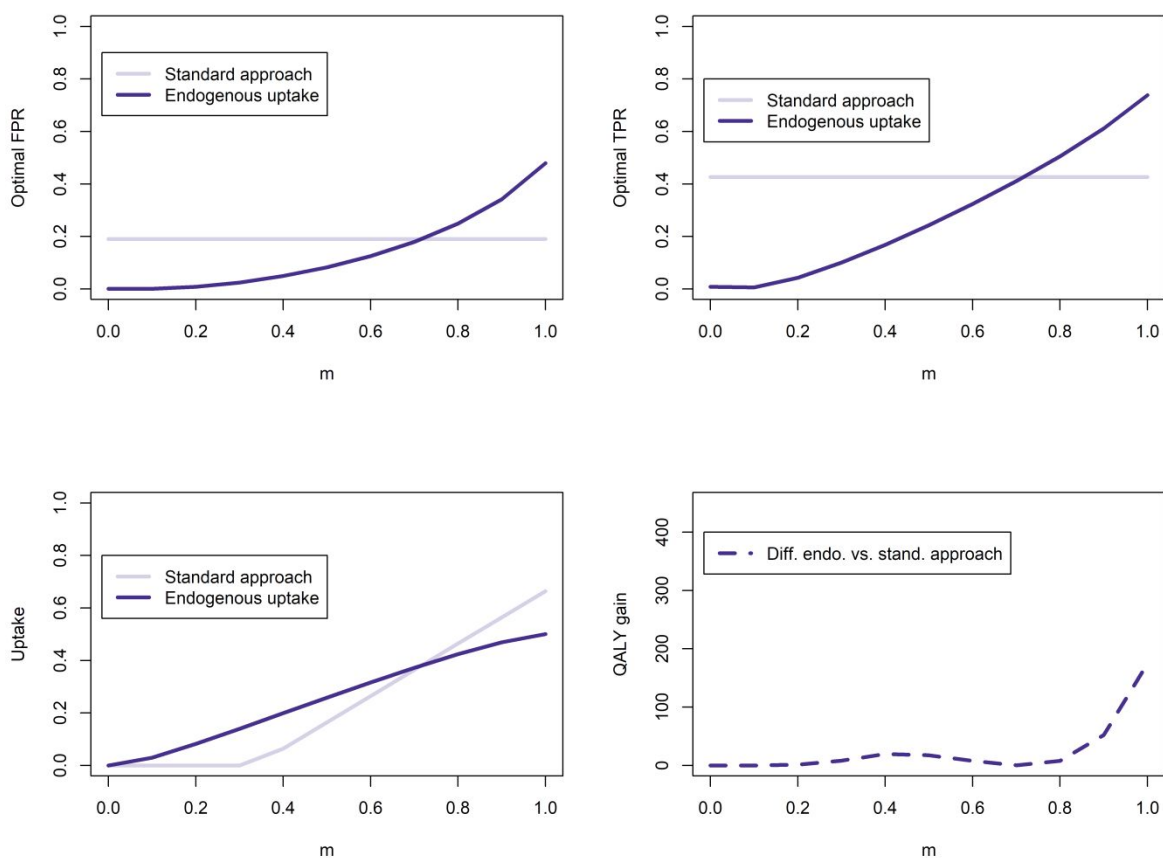 Optimal FPR
1.0
0.8
0.6
0.4
0.2
0.0
Standard approach
Endogenous uptake
0.0 0.2 0.4 0.6 0.8 1.0
m
Optimal TPR
1.0
0.8
0.6
0.4
0.2
0.0
Standard approach
Endogenous uptake
0.0 0.2 0.4 0.6 0.8 1.0
m
Uptake
1.0
0.8
0.6
0.4
0.2
0.0
Standard approach
Endogenous uptake
0.0 0.2 0.4 0.6 0.8 1.0
m
QALY gain
400
300
200
100
0
Diff. endo. vs. stand. approach
0.0 0.2 0.4 0.6 0.8 1.0
m